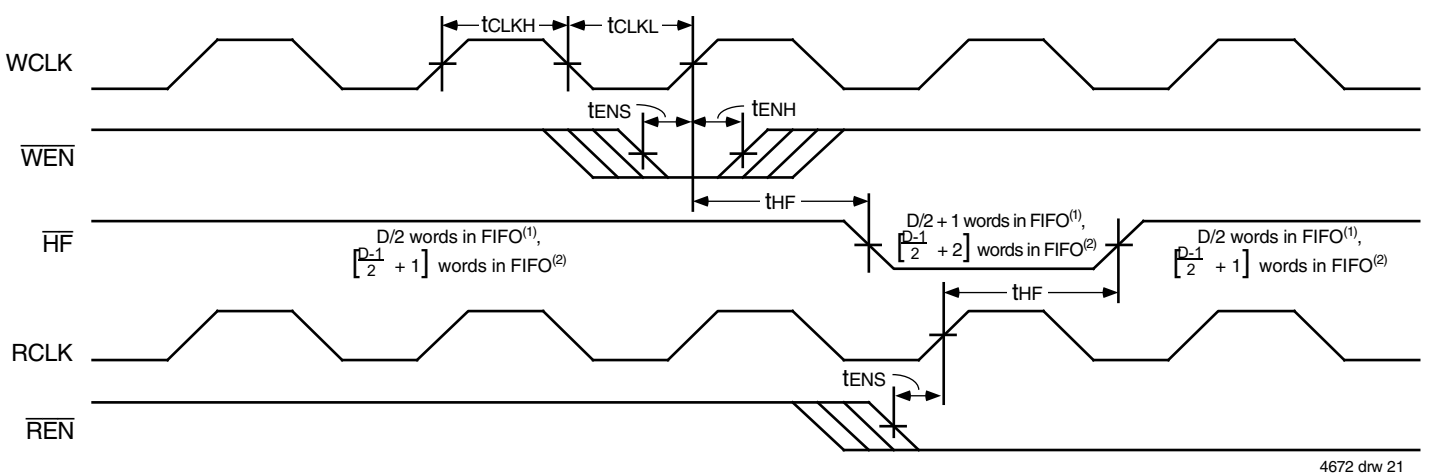 tCLKH tCLKL
WCLK
tENS tENH
WEN
tHF
HF
D/2 words in FIFO(1),
[D-1/2 + 1] words in FIFO(2)
D/2 + 1 words in FIFO(1),
[D-1/2 + 2] words in FIFO(2)
D/2 words in FIFO(1),
[D-1/2 + 1] words in FIFO(2)
tHF
RCLK
tENS
REN
4672 drw 21